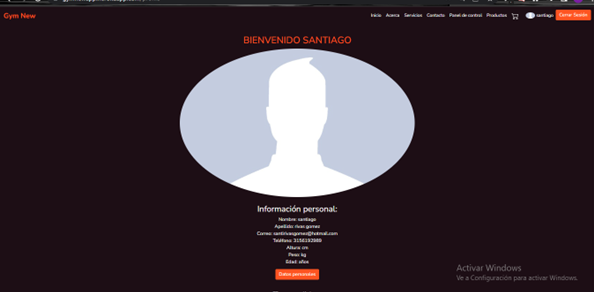 Gym New
Inicio Acerca Servicios Contacto Panel de control Productos santiago Cerrar Sesión
BIENVENIDO SANTIAGO
Información personal:
Nombre: santiago
Apellido: rivas gomez
Correo: santirivasgomez@hotmail.com
Teléfono: 3156192989
Altura: cm
Peso: kg
Edad: años
Datos personales
Activar Windows
Ve a Configuración para activar Windows.